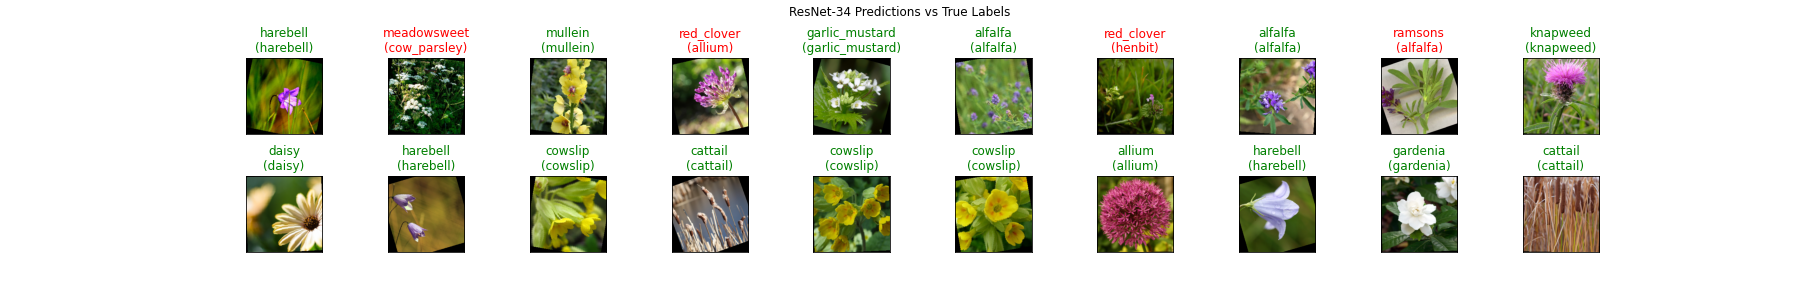 ResNet-34 Predictions vs True Labels
harebell
(harebell)
meadowsweet
(cow_parsley)
mullein
(mullein)
red_clover
(allium)
garlic_mustard
(garlic_mustard)
alfalfa
(alfalfa)
red_clover
(henbit)
alfalfa
(alfalfa)
ramsons
(alfalfa)
knapweed
(knapweed)
daisy
(daisy)
harebell
(harebell)
cowslip
(cowslip)
cattail
(cattail)
cowslip
(cowslip)
cowslip
(cowslip)
allium
(allium)
harebell
(harebell)
gardenia
(gardenia)
cattail
(cattail)